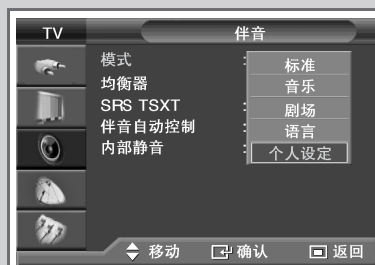 TV
伴音
模式 :
均衡器
SRS TSXT :
伴音自动控制 :
内部静音 :
标准
音乐
剧场
语言
个人设定
移动 确认 返回